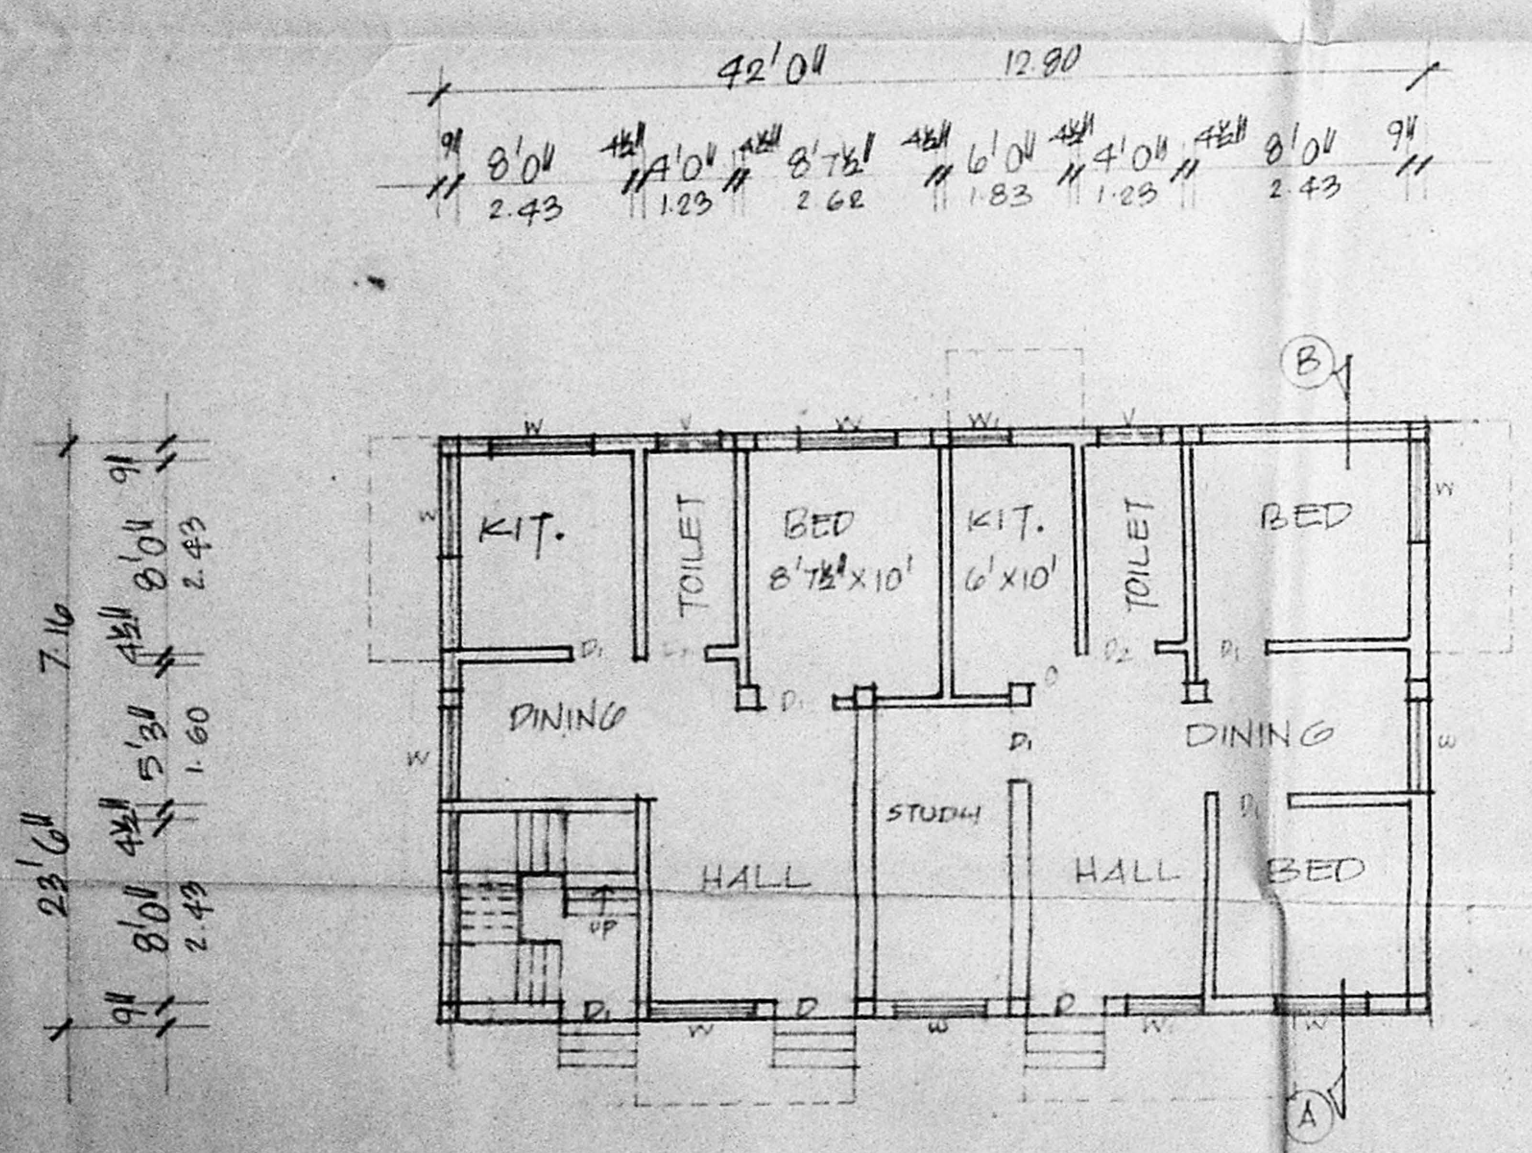 42'0" 12.80
9" 8'0" 4½" 4'0" 4½" 8'7½" 4½" 6'0" 4½" 4'0" 4½" 8'0" 9"
2.43 1.23 2.62 1.83 1.23 2.43
B
W V W W1 V
KIT. TOILET BED KIT. TOILET BED
8'7½"X10' 6'X10'
W W
D1 D2 D1
D1 O
DINING D1 DINING
W W
STUDY D1
HALL HALL BED
UP
D1 D D
W W W1 W
A
9" 8'0" 4½" 5'3" 4½" 8'0" 9"
2.43 1.60 2.43
23'6" 7.16